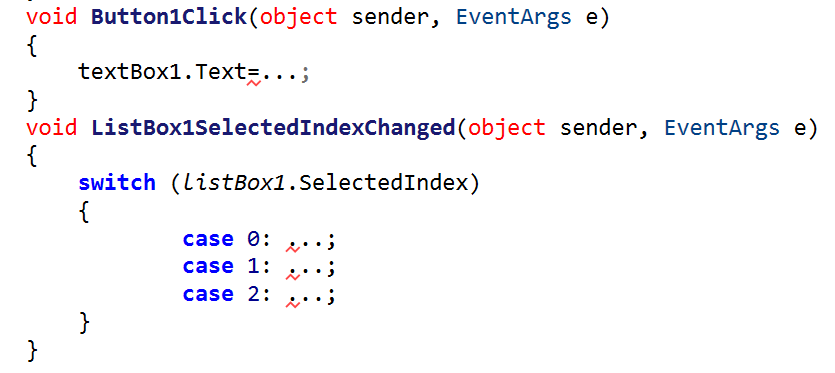 void Button1Click(object sender, EventArgs e)
{
textBox1.Text=...;
}
void ListBox1SelectedIndexChanged(object sender, EventArgs e)
{
switch (listBox1.SelectedIndex)
{
case 0: ...;
case 1: ...;
case 2: ...;
}
}